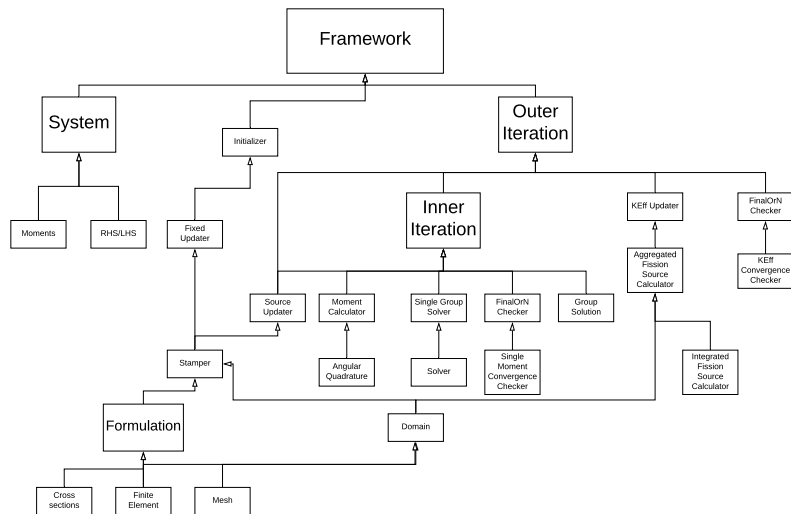 Framework
System
Outer
Iteration
Initializer
Moments
RHS/LHS
Fixed
Updater
Inner
Iteration
KEff Updater
FinalOrN
Checker
Aggregated
Fission
Source
Calculator
KEff
Convergence
Checker
Source
Updater
Moment
Calculator
Single Group
Solver
FinalOrN
Checker
Group
Solution
Stamper
Angular
Quadrature
Solver
Single
Moment
Convergence
Checker
Integrated
Fission
Source
Calculator
Formulation
Domain
Cross
sections
Finite
Element
Mesh